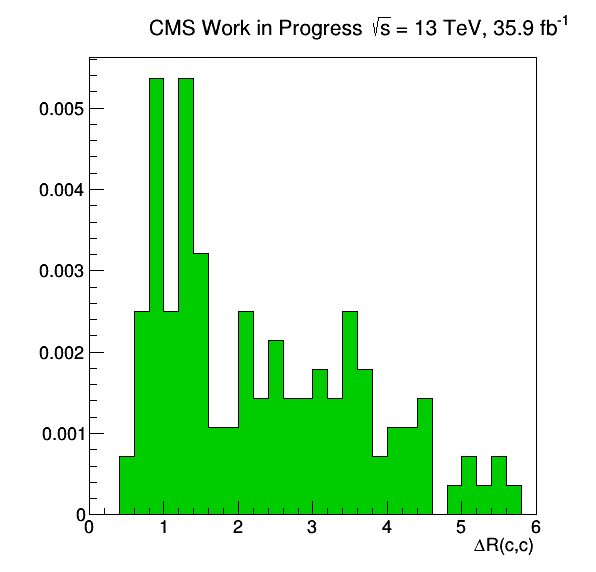 CMS Work in Progress √s = 13 TeV, 35.9 fb⁻¹
0.005
0.004
0.003
0.002
0.001
0
0 1 2 3 4 5 6
ΔR(c,c)